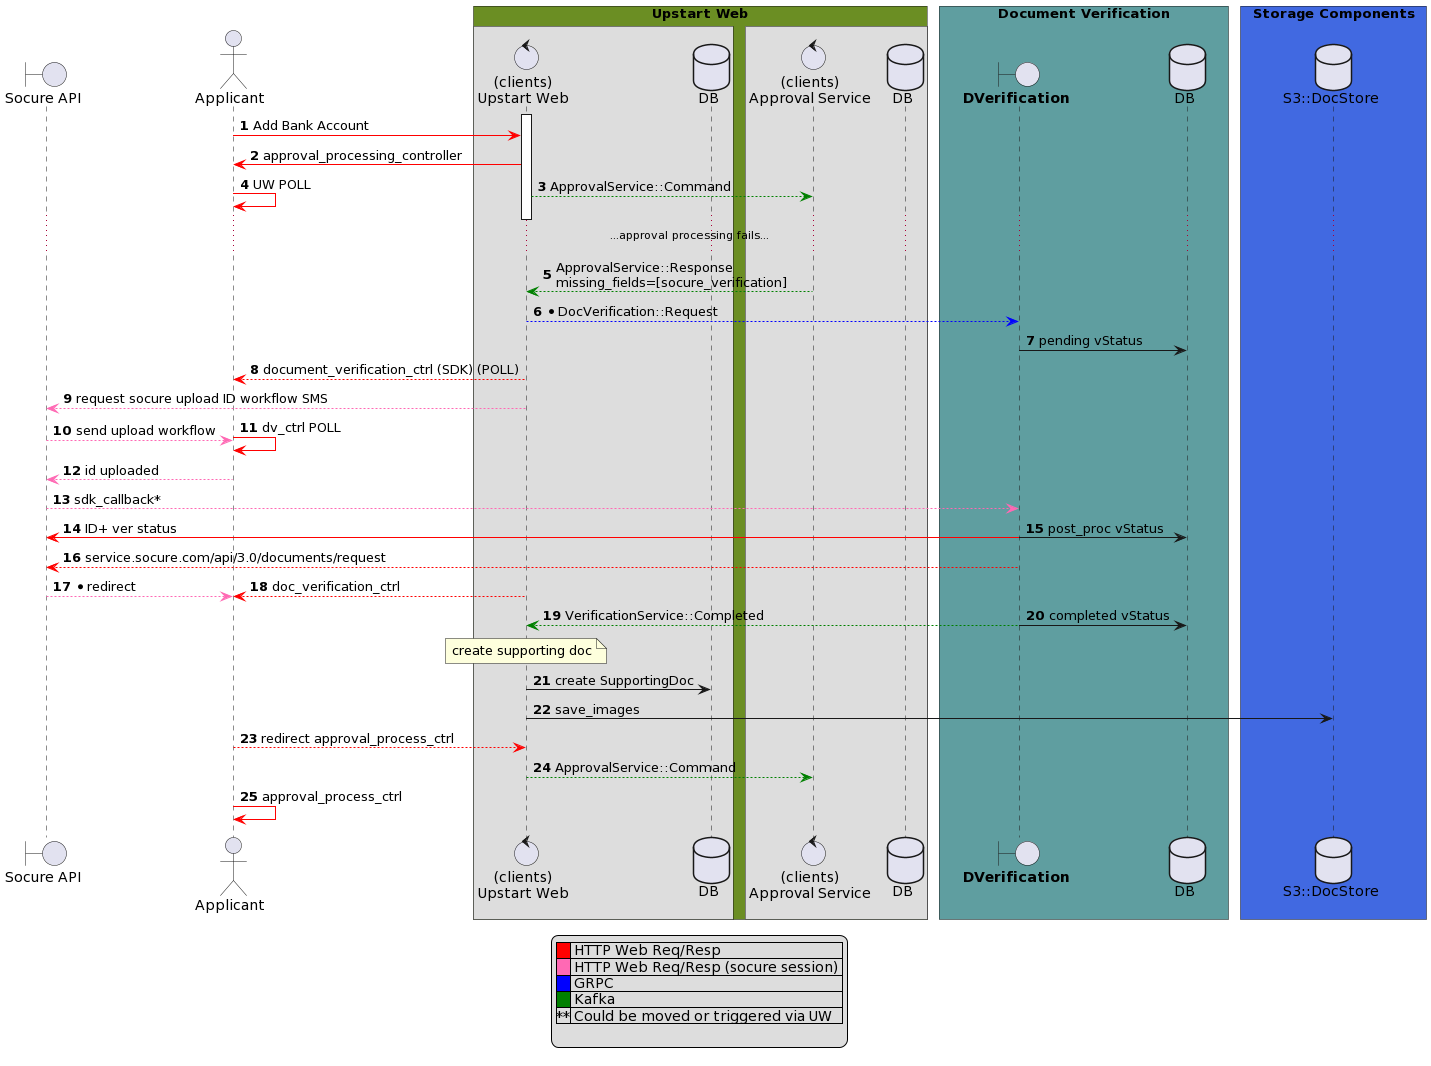 Upstart Web
Document Verification
Storage Components
Socure API
Applicant
(clients)
Upstart Web
DB
(clients)
Approval Service
DB
DVerification
DB
S3::DocStore
1 Add Bank Account
2 approval_processing_controller
4 UW POLL
3 ApprovalService::Command
...approval processing fails...
5 ApprovalService::Response
missing_fields=[socure_verification]
6 •DocVerification::Request
7 pending vStatus
8 document_verification_ctrl (SDK) (POLL)
9 request socure upload ID workflow SMS
10 send upload workflow
11 dv_ctrl POLL
12 id uploaded
13 sdk_callback*
14 ID+ ver status
15 post_proc vStatus
16 service.socure.com/api/3.0/documents/request
17 •redirect
18 doc_verification_ctrl
19 VerificationService::Completed
20 completed vStatus
create supporting doc
21 create SupportingDoc
22 save_images
23 redirect approval_process_ctrl
24 ApprovalService::Command
25 approval_process_ctrl
Socure API
Applicant
(clients)
Upstart Web
DB
(clients)
Approval Service
DB
DVerification
DB
S3::DocStore
HTTP Web Req/Resp
HTTP Web Req/Resp (socure session)
GRPC
Kafka
** Could be moved or triggered via UW